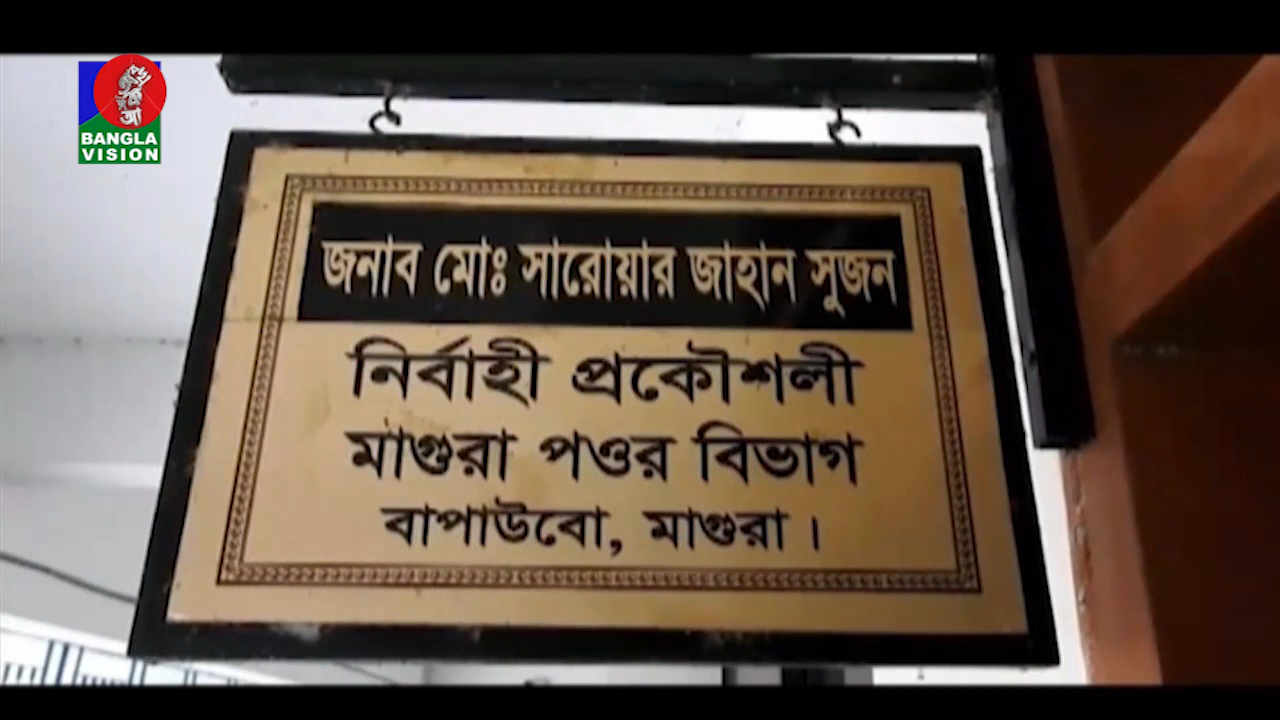 BANGLA
VISION
জনাব মোঃ সারোয়ার জাহান সুজন
নির্বাহী প্রকৌশলী
মাগুরা পওর বিভাগ
বাপাউবো, মাগুরা।